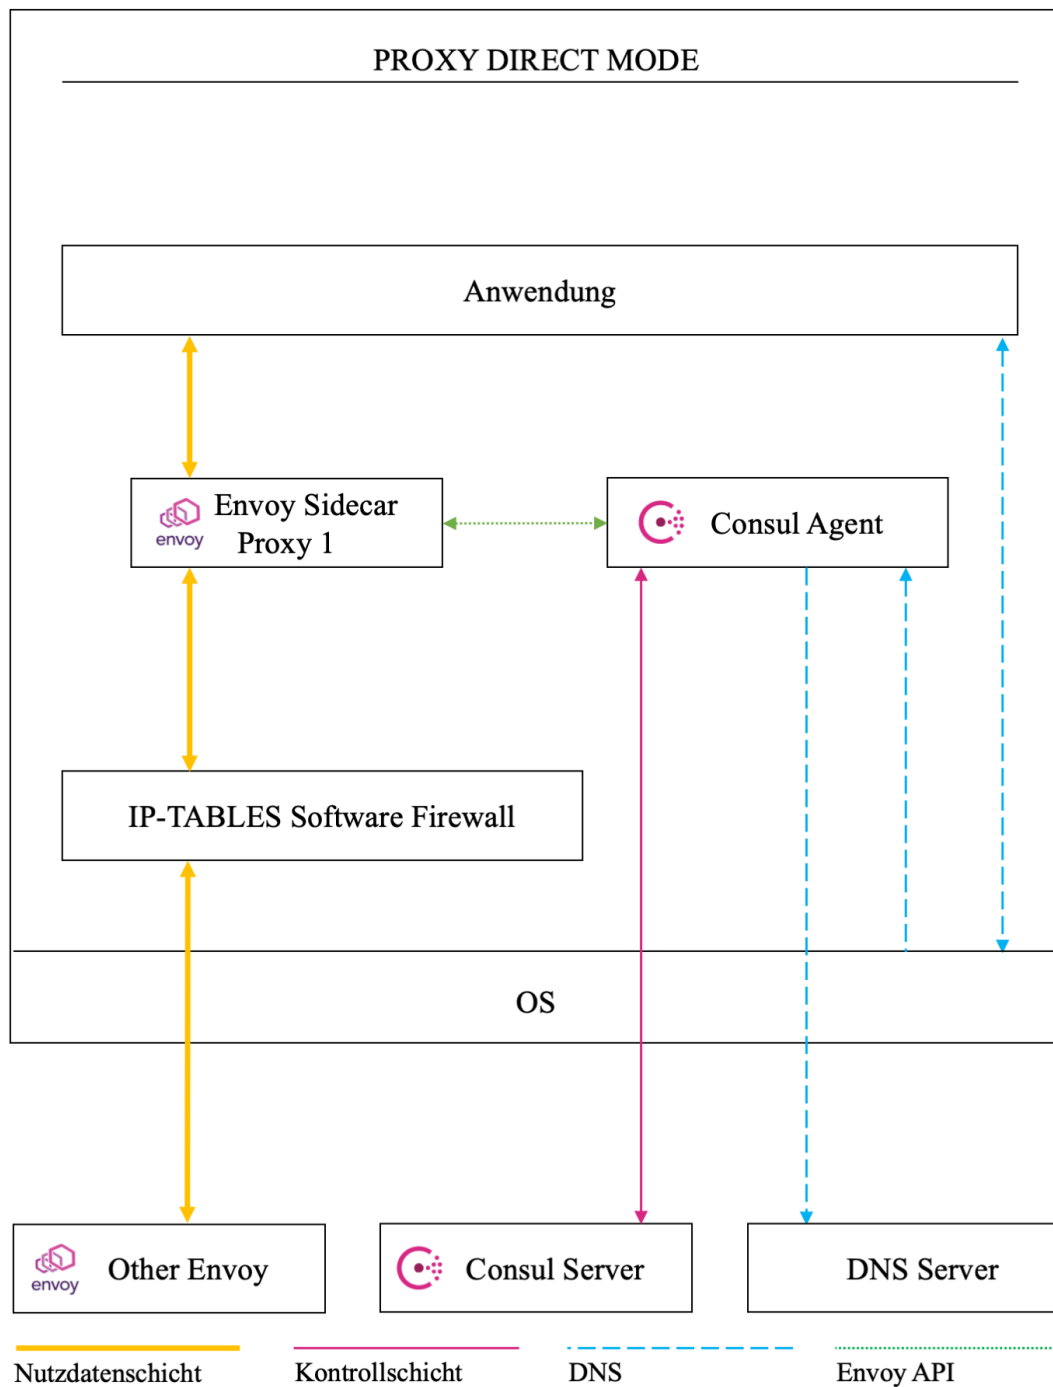 PROXY DIRECT MODE
Anwendung
envoy
Envoy Sidecar
Proxy 1
Consul Agent
IP-TABLES Software Firewall
OS
envoy
Other Envoy
Consul Server
DNS Server
Nutzdatenschicht
Kontrollschicht
DNS
Envoy API